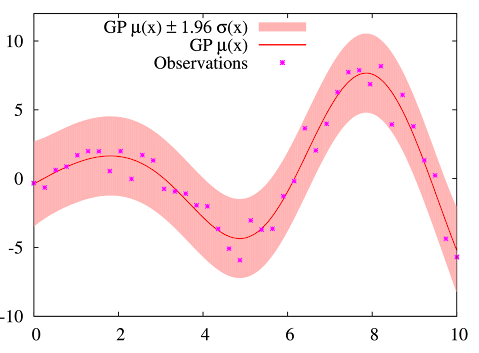 GP μ(x) ± 1.96 σ(x)
GP μ(x)
Observations
10
5
0
-5
-10
0 2 4 6 8 10